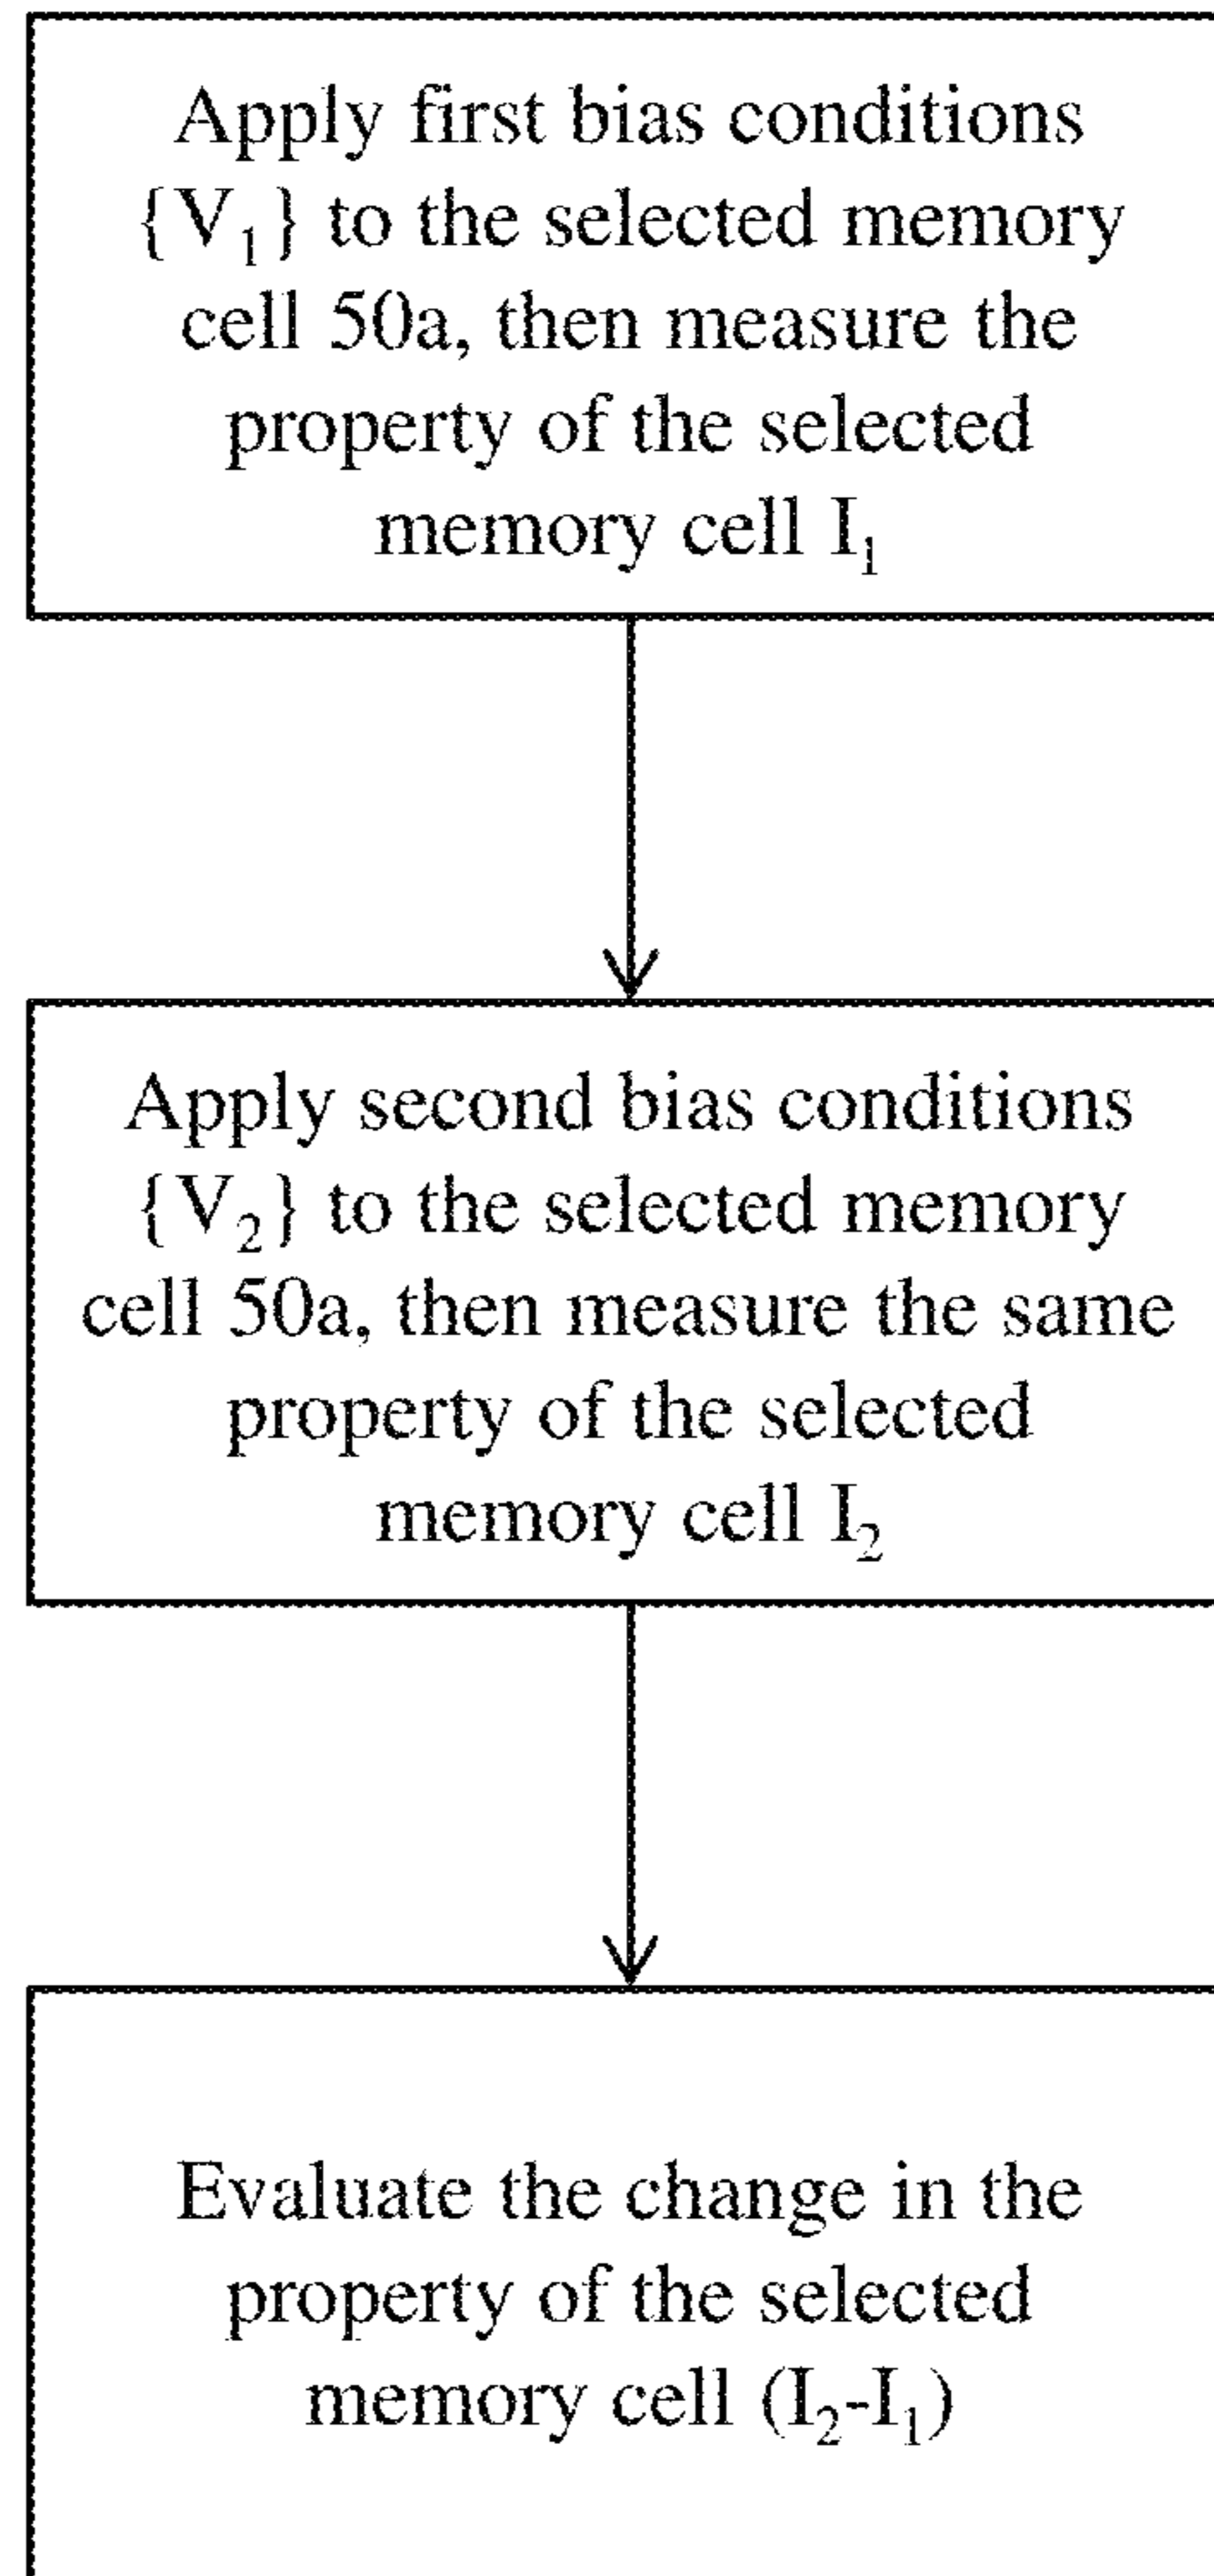 Apply first bias conditions
{V₁} to the selected memory
cell 50a, then measure the
property of the selected
memory cell I₁
Apply second bias conditions
{V₂} to the selected memory
cell 50a, then measure the same
property of the selected
memory cell I₂
Evaluate the change in the
property of the selected
memory cell (I₂-I₁)